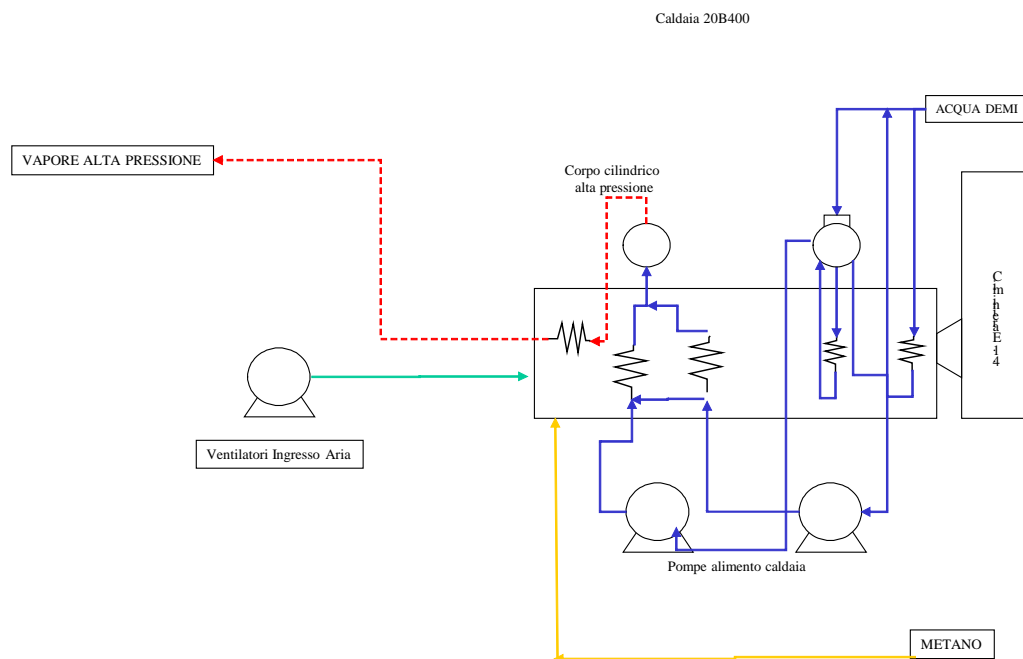 Caldaia 20B400
ACQUA DEMI
VAPORE ALTA PRESSIONE
Corpo cilindrico
alta pressione
Ventilatori Ingresso Aria
Pompe alimento caldaia
METANO